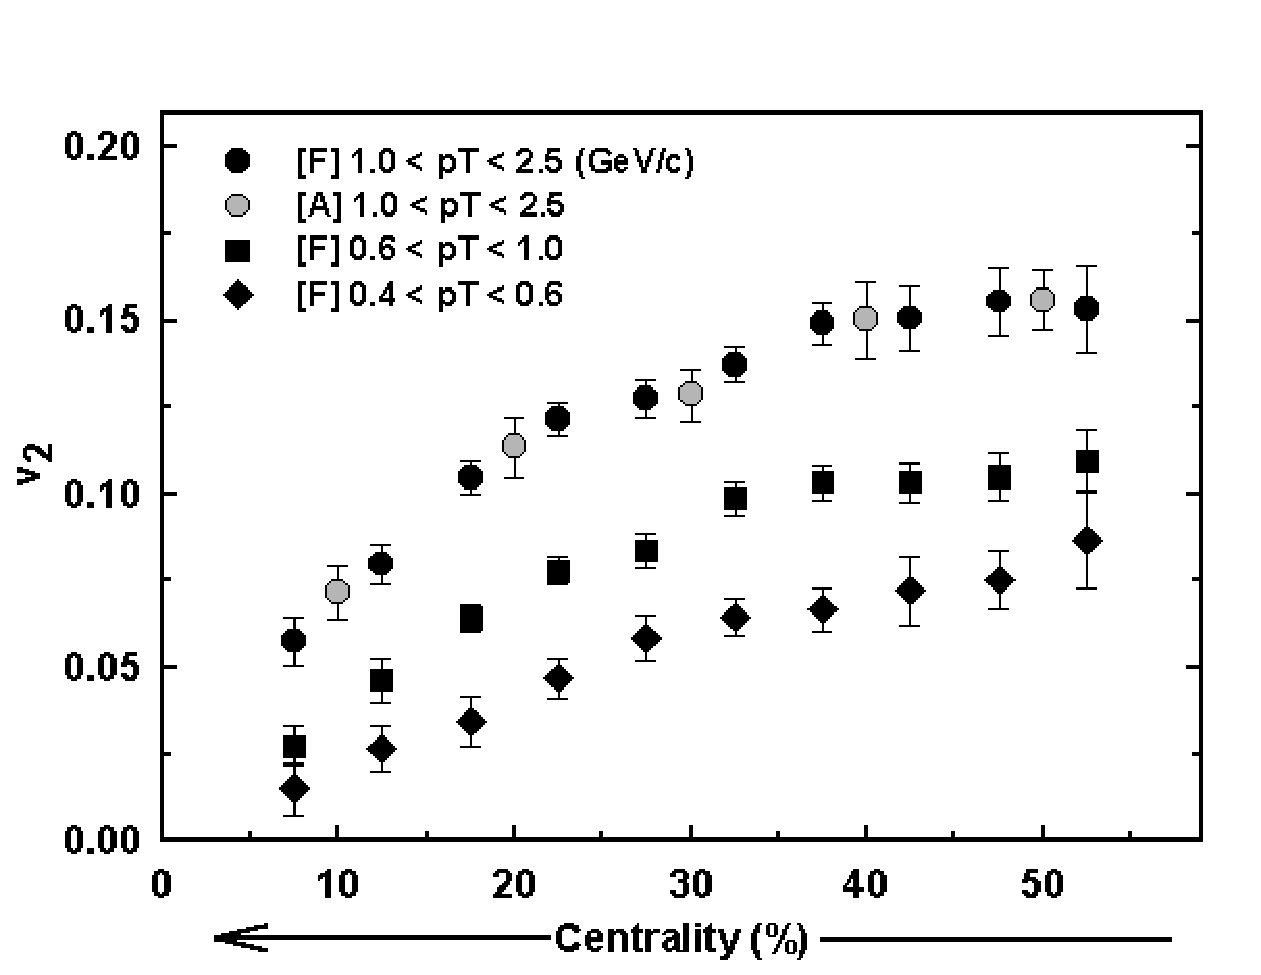 0.20
0.15
0.10
0.05
0.00
v2
[F] 1.0 < pT < 2.5 (GeV/c)
[A] 1.0 < pT < 2.5
[F] 0.6 < pT < 1.0
[F] 0.4 < pT < 0.6
0 10 20 30 40 50
Centrality (%)